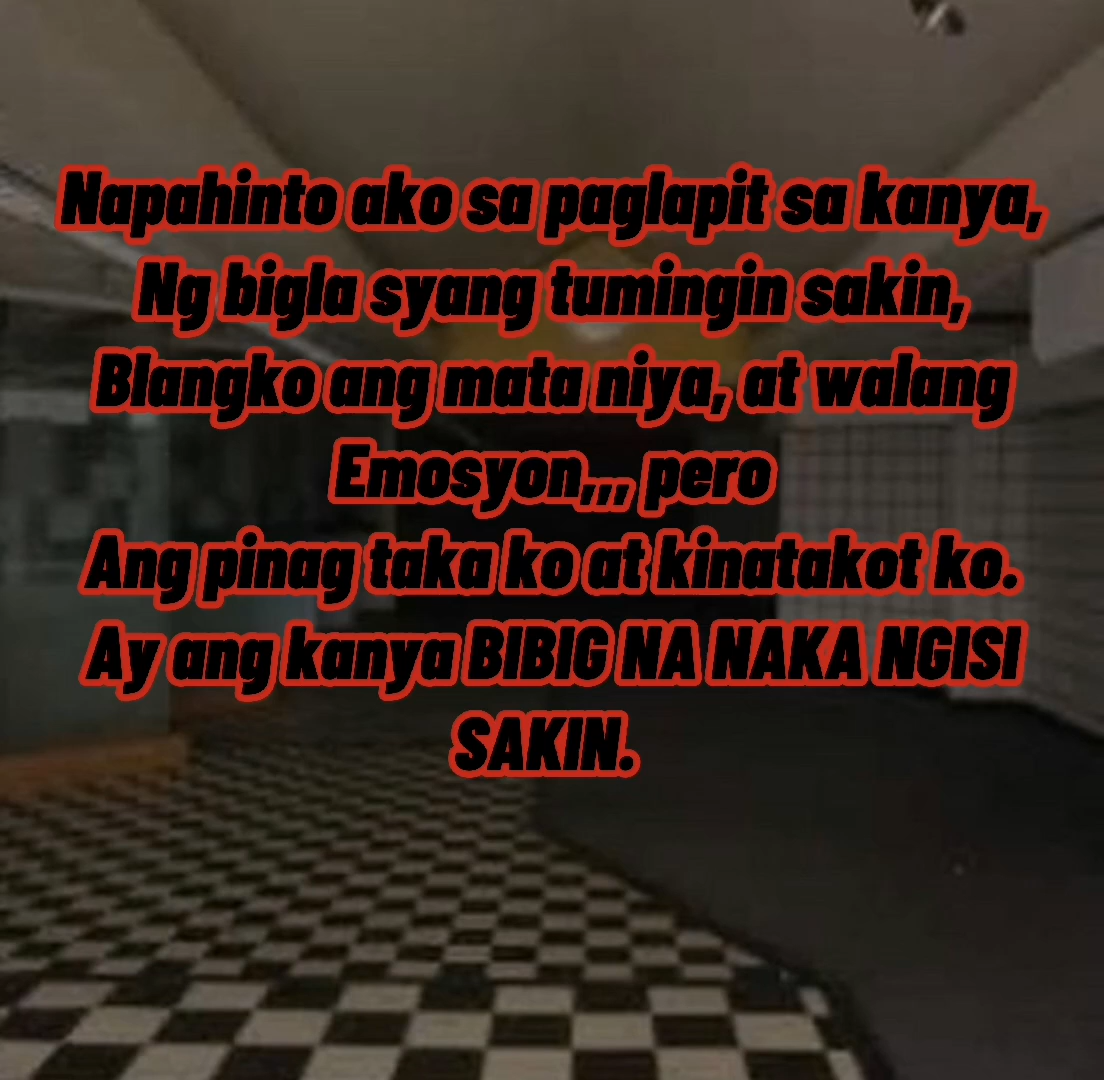 Napahinto ako sa paglapit sa kanya,
Ng bigla syang tumingin sakin,
Blangko ang mata niya, at walang
Emosyon,,, pero
Ang pinag taka ko at kinatakot ko.
Ay ang kanya BIBIG NA NAKA NGISI
SAKIN.